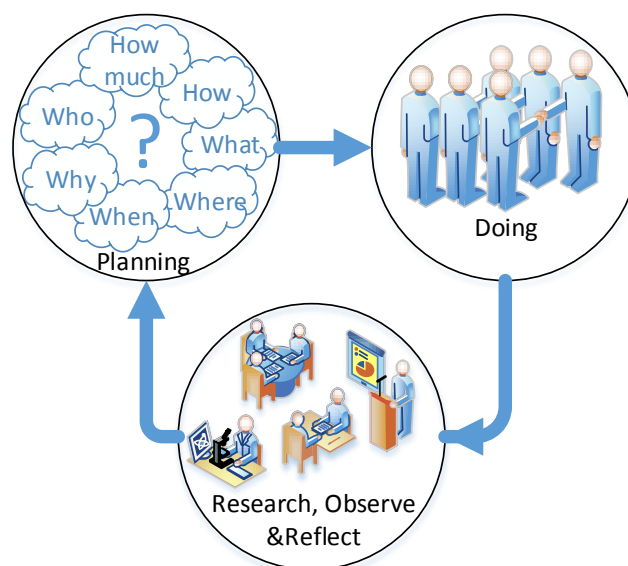 How
much
How
Who
?
What
Why
Where
When
Planning
Doing
Research, Observe
&Reflect